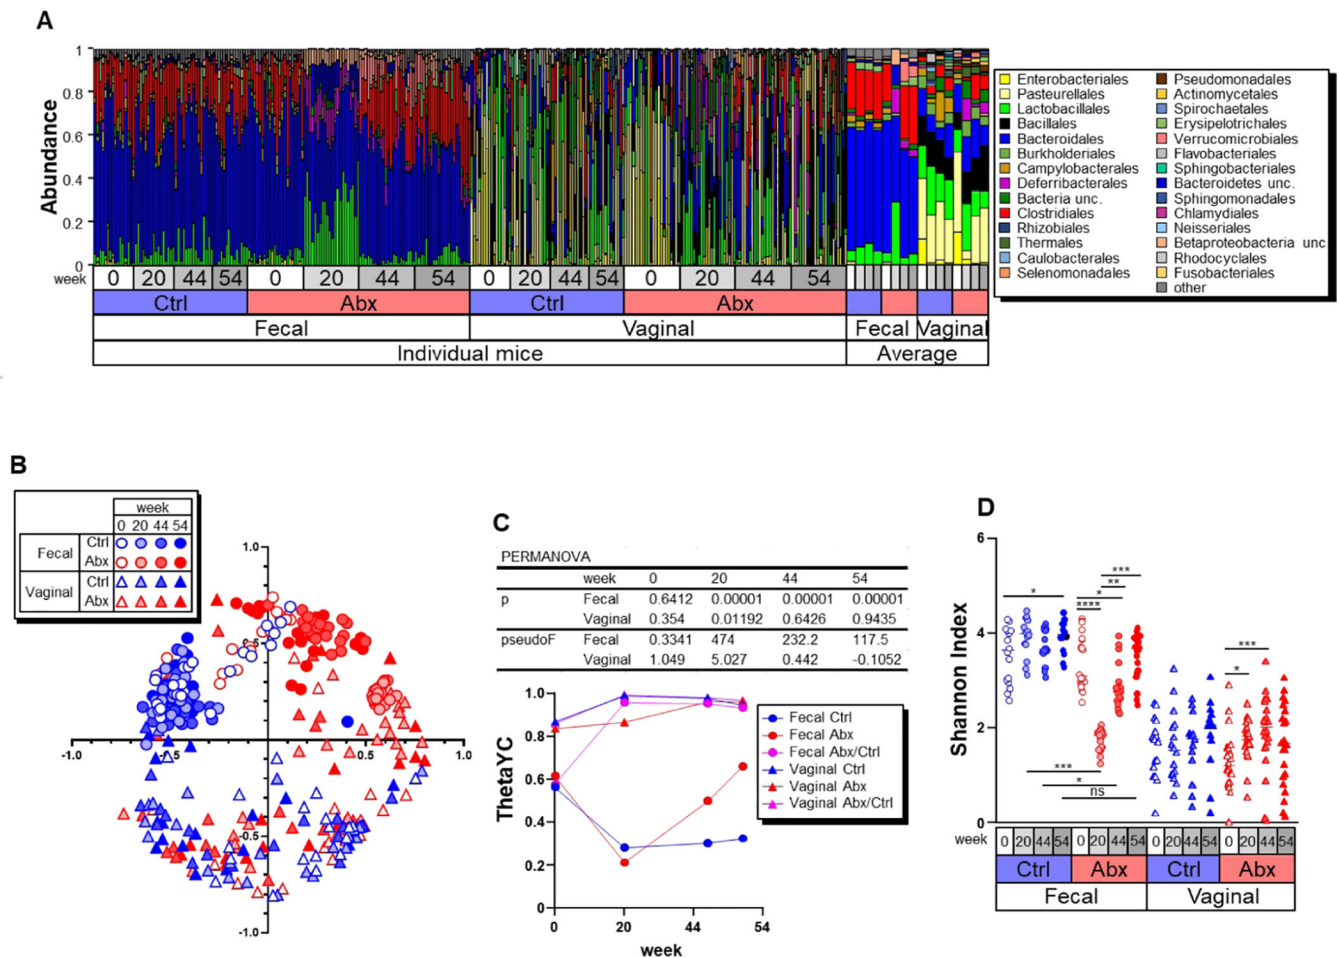 A
Abundance
1
0.8
0.6
0.4
0.2
0
week 0 20 44 54 0 20 44 54 0 20 44 54 0 20 44 54
Ctrl Abx Ctrl Abx
Fecal Vaginal Fecal Vaginal
Individual mice Average
Enterobacteriales
Pasteurellales
Lactobacillales
Bacillales
Bacteroidales
Burkholderiales
Campylobacterales
Deferribacterales
Bacteria unc.
Clostridiales
Rhizobiales
Thermales
Caulobacterales
Selenomonadales
Pseudomonadales
Actinomycetales
Spirochaetales
Erysipelotrichales
Verrucomicrobiales
Flavobacteriales
Sphingobacteriales
Bacteroidetes unc.
Sphingomonadales
Chlamydiales
Neisseriales
Betaproteobacteria unc
Rhodocyclales
Fusobacteriales
other
B
week
0 20 44 54
Fecal Ctrl
Abx
Vaginal Ctrl
Abx
1.0
0.5
-1.0 0.5 1.0
-0.5
-1.0
C
PERMANOVA
week 0 20 44 54
p Fecal 0.6412 0.00001 0.00001 0.00001
Vaginal 0.354 0.01192 0.6426 0.9435
pseudoF Fecal 0.3341 474 232.2 117.5
Vaginal 1.049 5.027 0.442 -0.1052
ThetaYC
1.0
0.8
0.6
0.4
0.2
0
0 20 44 54
week
Fecal Ctrl
Fecal Abx
Fecal Abx/Ctrl
Vaginal Ctrl
Vaginal Abx
Vaginal Abx/Ctrl
D
Shannon Index
6
4
2
0
*
****
*
**
***
***
*
ns
***
*
week 0 20 44 54 0 20 44 54 0 20 44 54 0 20 44 54
Ctrl Abx Ctrl Abx
Fecal Vaginal